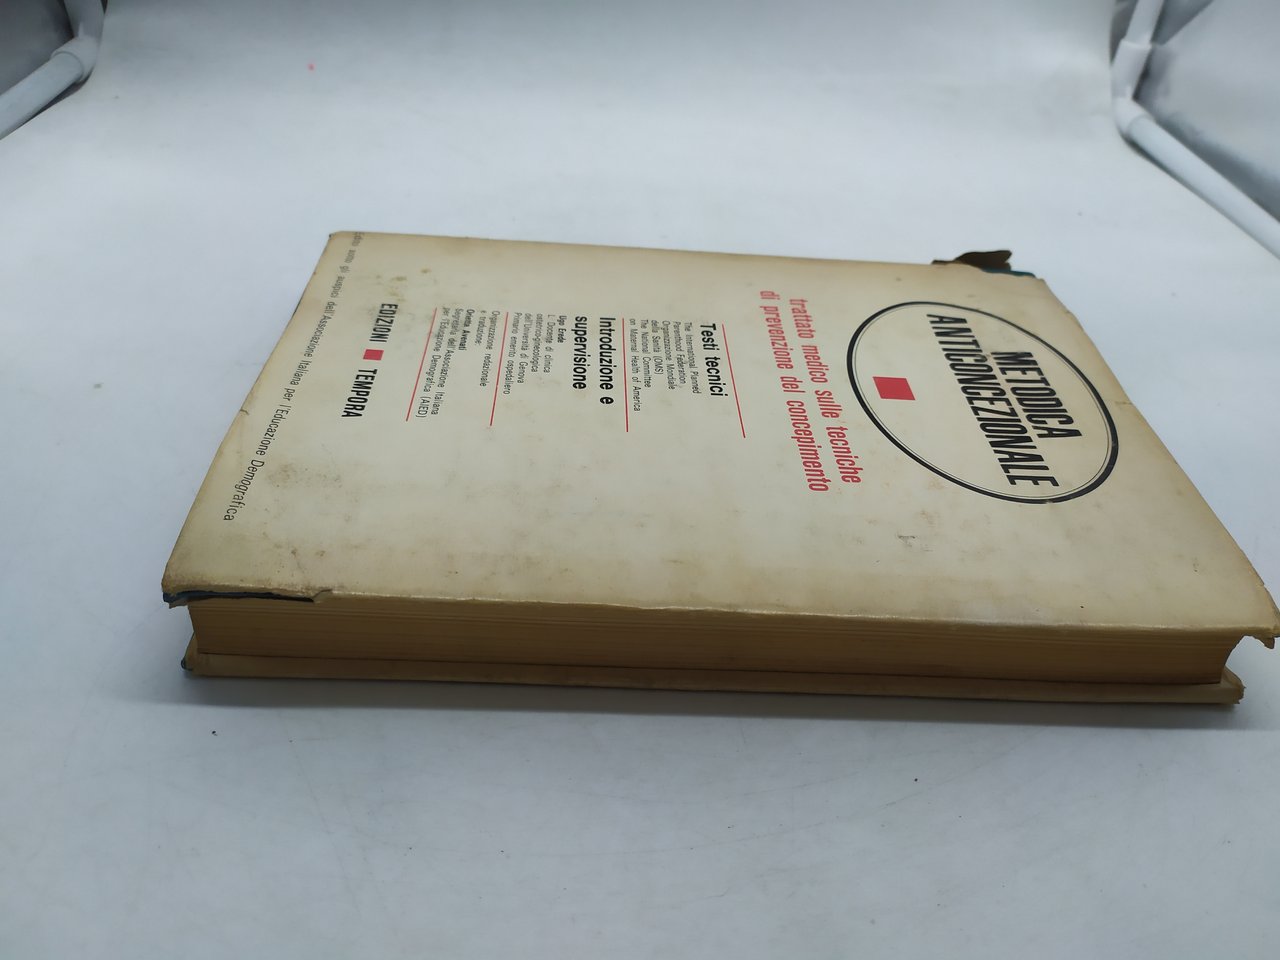 METODICA
ANTICONCEZIONALE
trattato medico sulle tecniche
di prevenzione del concepimento
Testi tecnici
The International Planned
Parenthood Federation
Organizzazione Mondiale
della Sanità (OMS)
The National Committee
on Maternal Health of America
Introduzione e
supervisione
Ugo Ende
L. Docente di clinica
ostetrico-ginecologica
dell'Università di Genova
Primario emerito ospedaliero
Organizzazione redazionale
e traduzione
Orietta Avenati
Segretaria dell'Associazione Italiana
per l'Educazione Demografica (AIED)
EDIZIONI TEMPORA
Edito sotto gli auspici dell'Associazione Italiana per l'Educazione Demografica